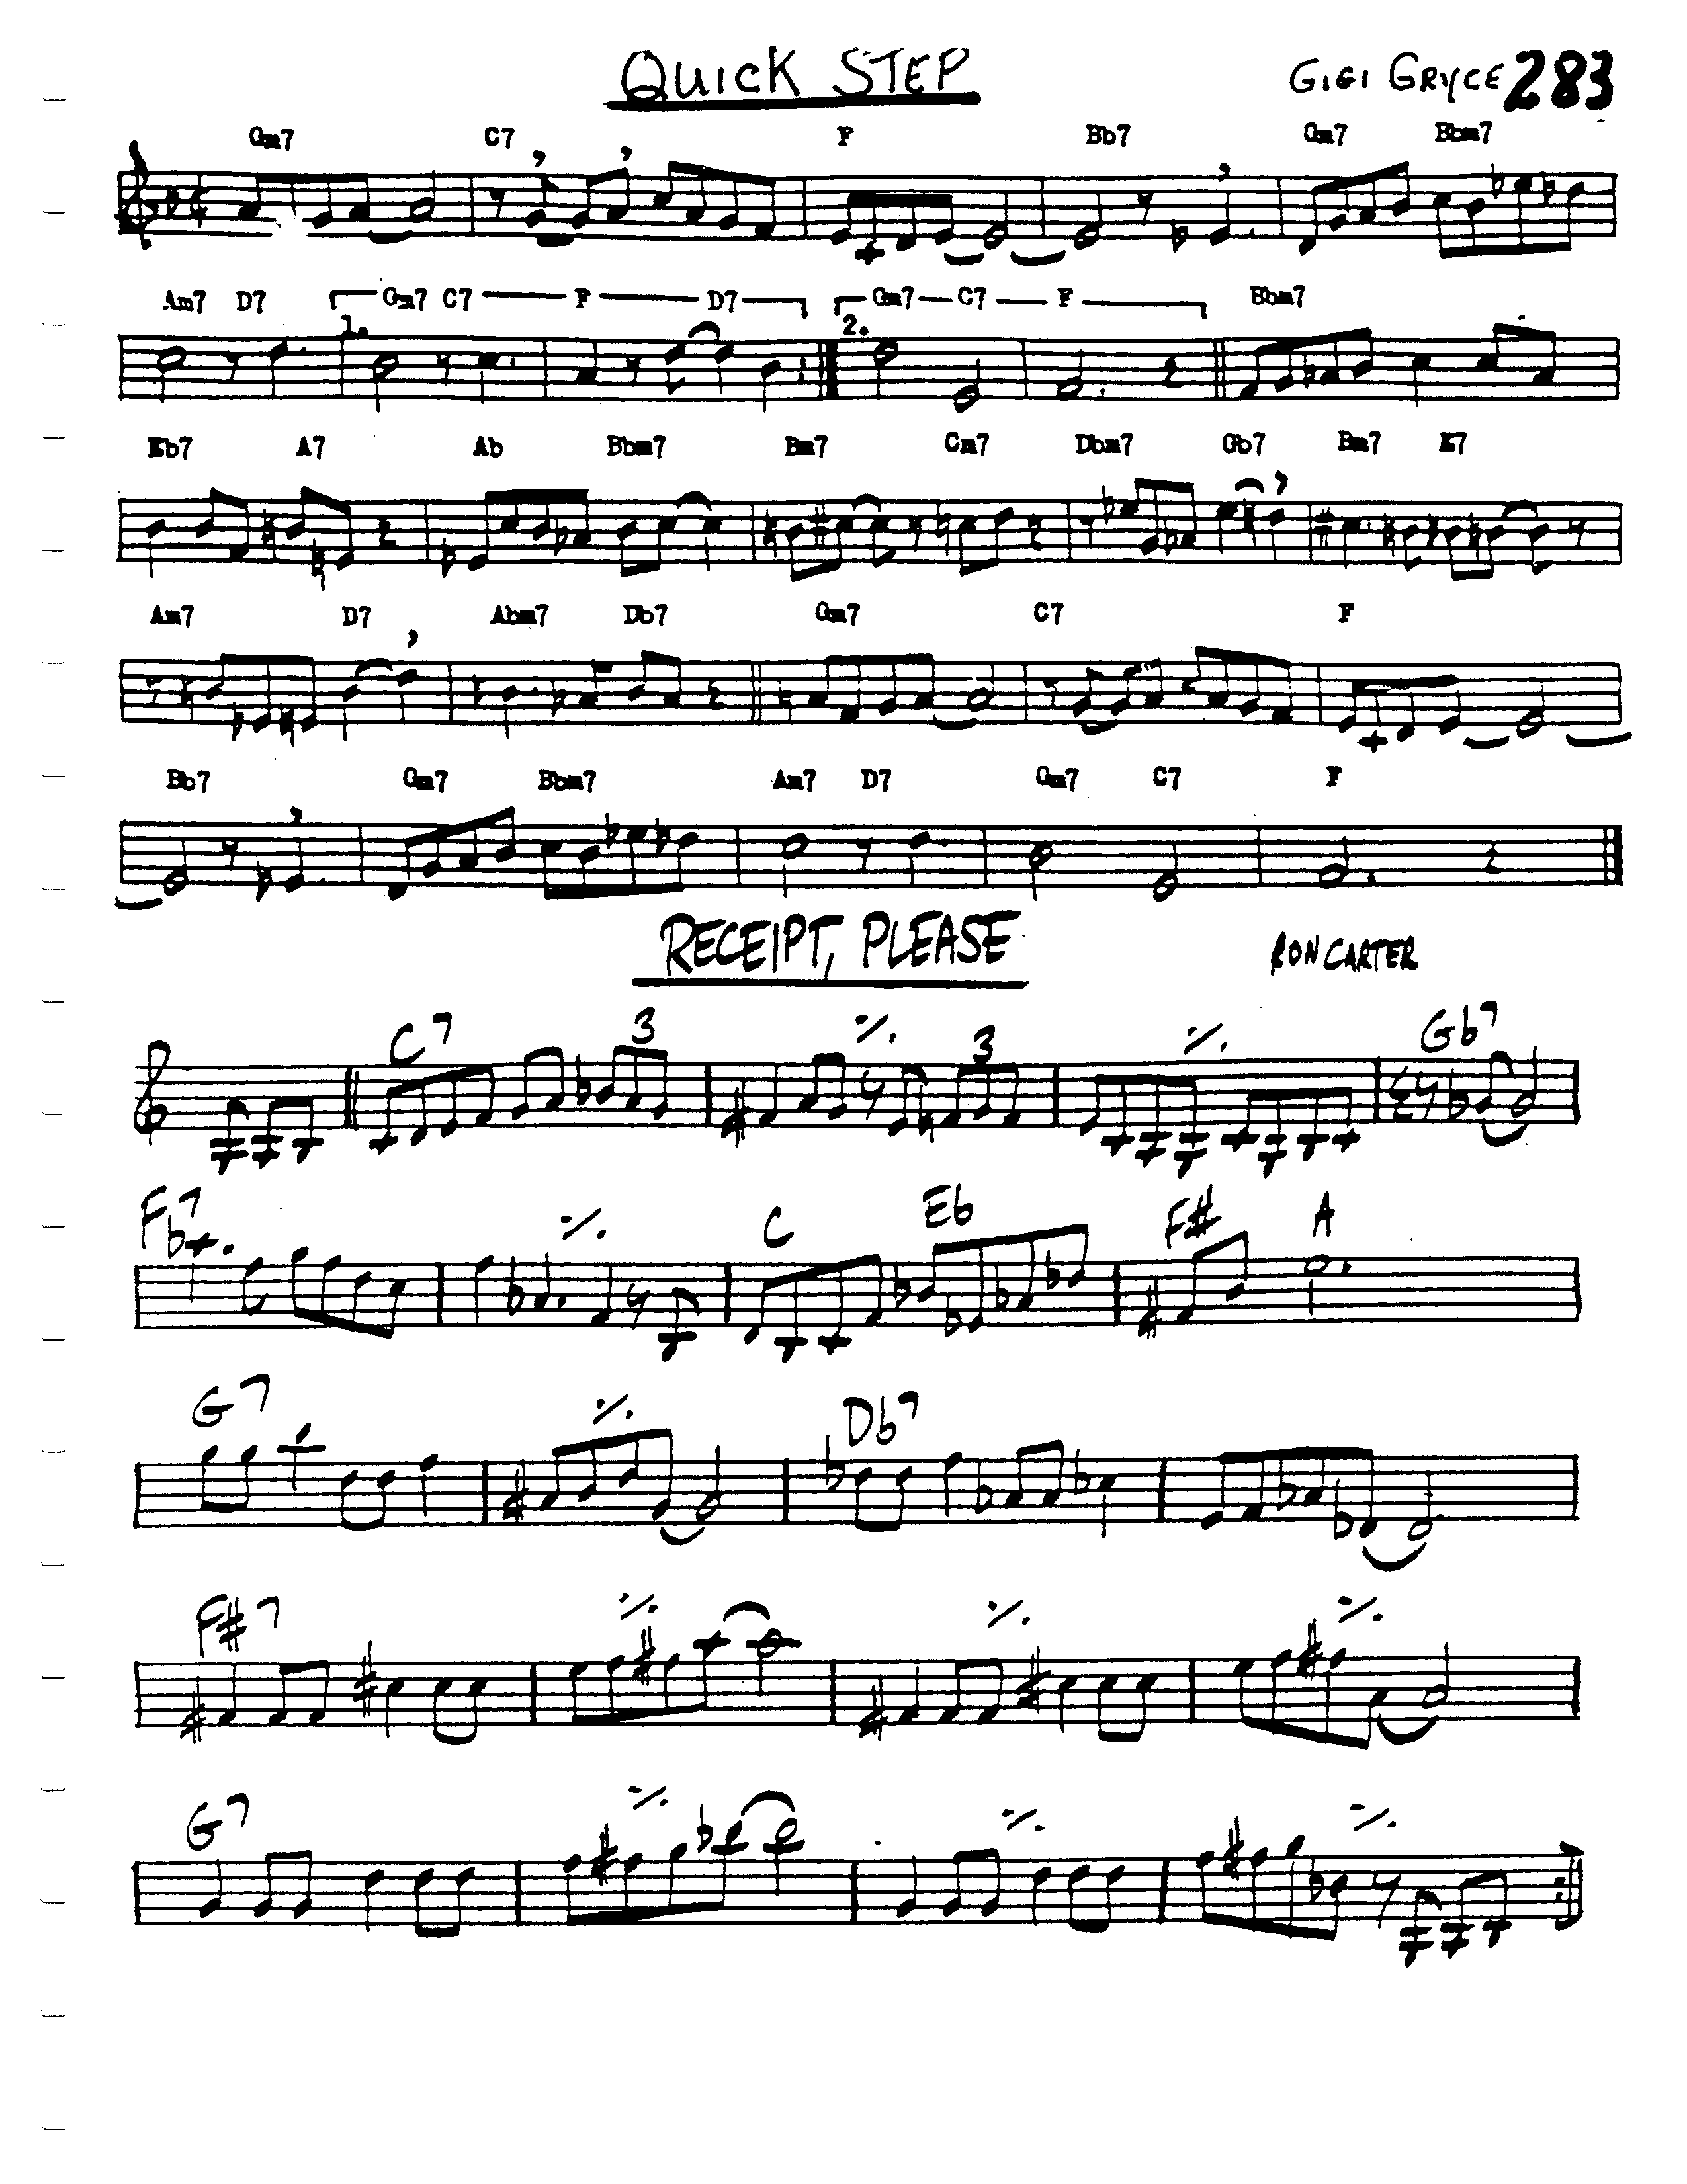 QUICK STEP GIGI GRYCE 283
Gm7 C7 F Bb7 Gm7 Bbm7
Am7 D7 1. Gm7 C7 F D7 2. Gm7 C7 F Bbm7
Eb7 A7 Ab Bbm7 Bm7 Cm7 Dbm7 Gb7 Bm7 E7
Am7 D7 Abm7 Db7 Gm7 C7 F
Bb7 Gm7 Bbm7 Am7 D7 Gm7 C7 F
RECEIPT, PLEASE RON CARTER
C7 3 3 Gb7
F7 C Eb F# A
G7 Db7
F#7
G7